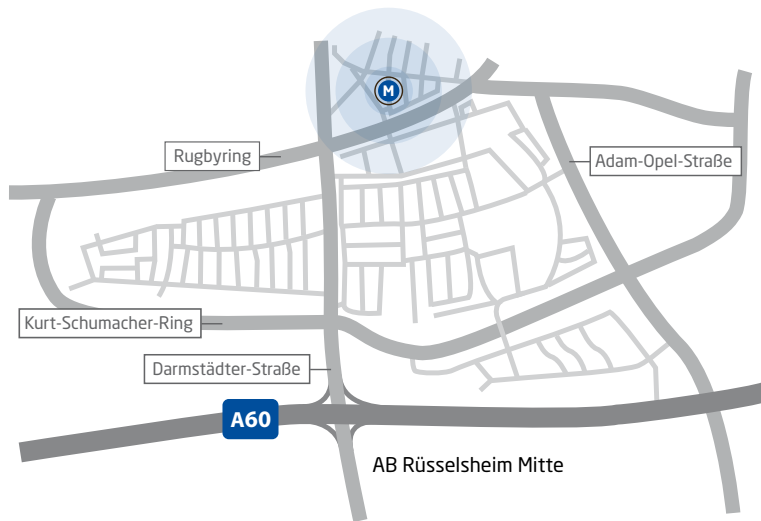 M
Rugbyring
Adam-Opel-Straße
Kurt-Schumacher-Ring
Darmstädter-Straße
A60
AB Rüsselsheim Mitte